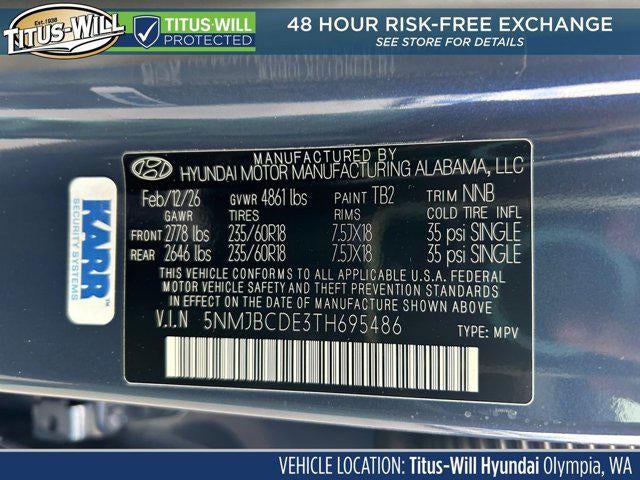 Est. 1938
TITUS-WILL
TITUS-WILL
PROTECTED
48 HOUR RISK-FREE EXCHANGE
SEE STORE FOR DETAILS
MANUFACTURED BY
HYUNDAI MOTOR MANUFACTURING ALABAMA, LLC
Feb/12/26 GVWR 4861 lbs PAINT TB2 TRIM NNB
GAWR TIRES RIMS COLD TIRE INFL
FRONT 2778 lbs 235/60R18 7.5JX18 35 psi SINGLE
REAR 2646 lbs 235/60R18 7.5JX18 35 psi SINGLE
THIS VEHICLE CONFORMS TO ALL APPLICABLE U.S.A. FEDERAL
MOTOR VEHICLE SAFETY AND THEFT PREVENTION STANDARDS
IN EFFECT ON THE DATE OF MANUFACTURE SHOWN ABOVE
V.I.N 5NMJBCDE3TH695486 TYPE: MPV
KARR™
SECURITY SYSTEMS
VEHICLE LOCATION: Titus-Will Hyundai Olympia, WA